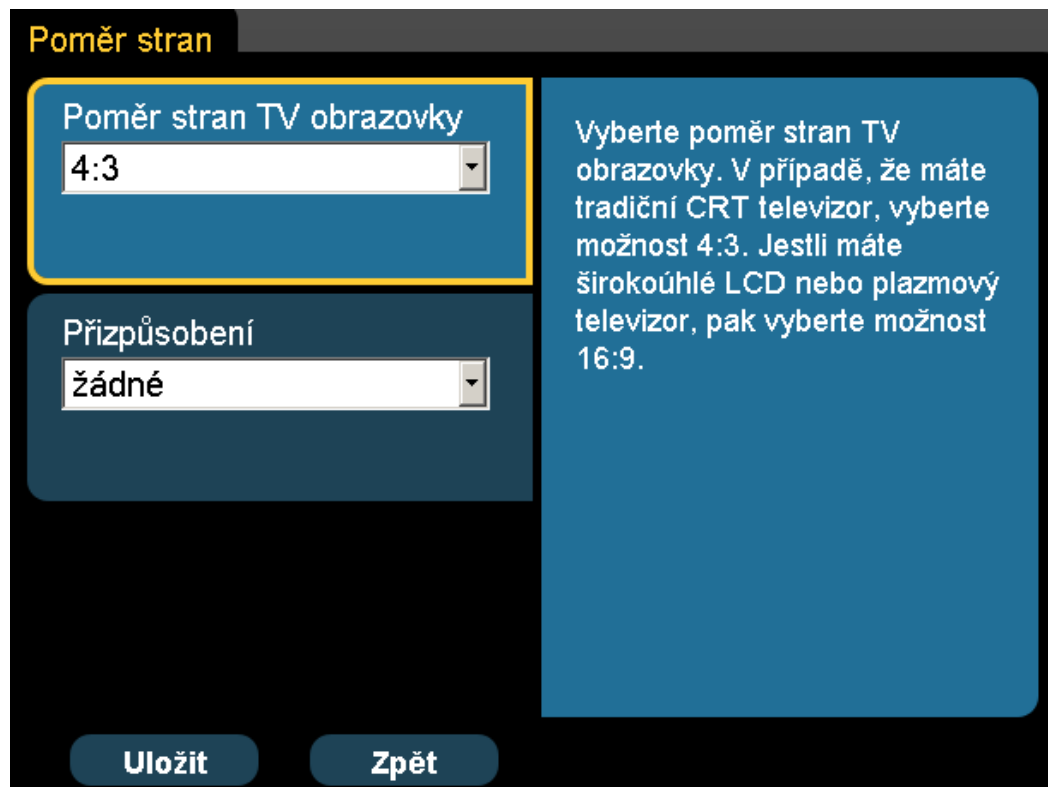 Poměr stran
Poměr stran TV obrazovky
4:3
Přizpůsobení
žádné
Vyberte poměr stran TV
obrazovky. V případě, že máte
tradiční CRT televizor, vyberte
možnost 4:3. Jestli máte
širokoúhlé LCD nebo plazmový
televizor, pak vyberte možnost
16:9.
Uložit
Zpět